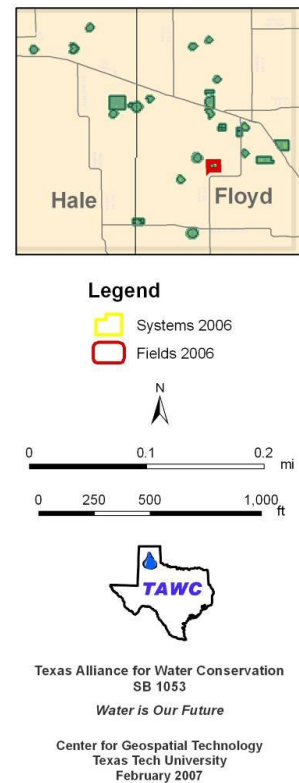 Hale
Floyd
Legend
Systems 2006
Fields 2006
N
0 0.1 0.2
mi
0 250 500 1,000
ft
TAWC
Texas Alliance for Water Conservation
SB 1053
Water is Our Future
Center for Geospatial Technology
Texas Tech University
February 2007